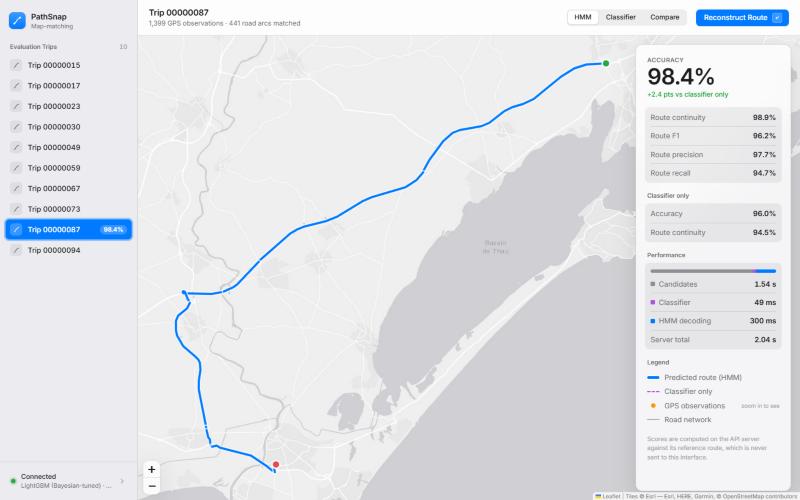 PathSnap
Map-matching
Evaluation Trips 10
Trip 00000015
Trip 00000017
Trip 00000023
Trip 00000030
Trip 00000049
Trip 00000059
Trip 00000067
Trip 00000073
Trip 00000087 98.4%
Trip 00000094
Connected
LightGBM (Bayesian-tuned) · ...
Trip 00000087
1,399 GPS observations · 441 road arcs matched
HMM Classifier Compare
Reconstruct Route
Bassin
de Thau
+
−
ACCURACY
98.4%
+2.4 pts vs classifier only
Route continuity 98.9%
Route F1 96.2%
Route precision 97.7%
Route recall 94.7%
Classifier only
Accuracy 96.0%
Route continuity 94.5%
Performance
Candidates 1.54 s
Classifier 49 ms
HMM decoding 300 ms
Server total 2.04 s
Legend
Predicted route (HMM)
Classifier only
GPS observations zoom in to see
Road network
Scores are computed on the API server
against its reference route, which is never
sent to this interface.
Leaflet | Tiles © Esri — Esri, HERE, Garmin, © OpenStreetMap contributors